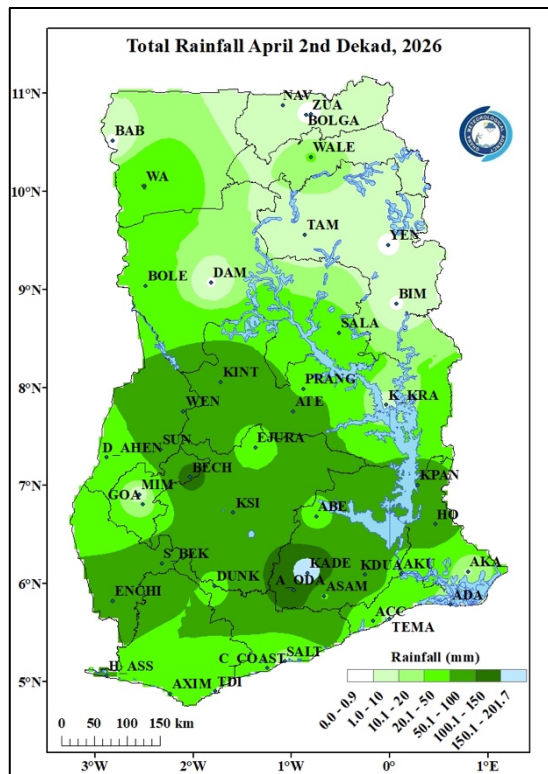 Total Rainfall April 2nd Dekad, 2026
11°N
NAV
ZUA
BOLGA
BAB
WALE
WA
10°N
TAM
YEN
BOLE
DAM
9°N
BIM
SALA
KINT
PRANG
8°N
WEN
ATE
K_KRA
SUN
EJURA
D_AHEN
BECH
7°N
MIM
GOA
KPAN
KSI
ABE
HO
S_BEK
KADE
KDUA
AKU
AKA
6°N
DUNK
A_ODA
ASAM
ENCHI
ADA
ACC
TEMA
C_COAST
SALT
H_ASS
AXIM
TDI
5°N
Rainfall (mm)
0.0 - 0.9
1.0 - 10
10.1 - 20
20.1 - 50
50.1 - 100
100.1 - 150
150.1 - 201.7
0 50 100 150 km
3°W 2°W 1°W 0° 1°E